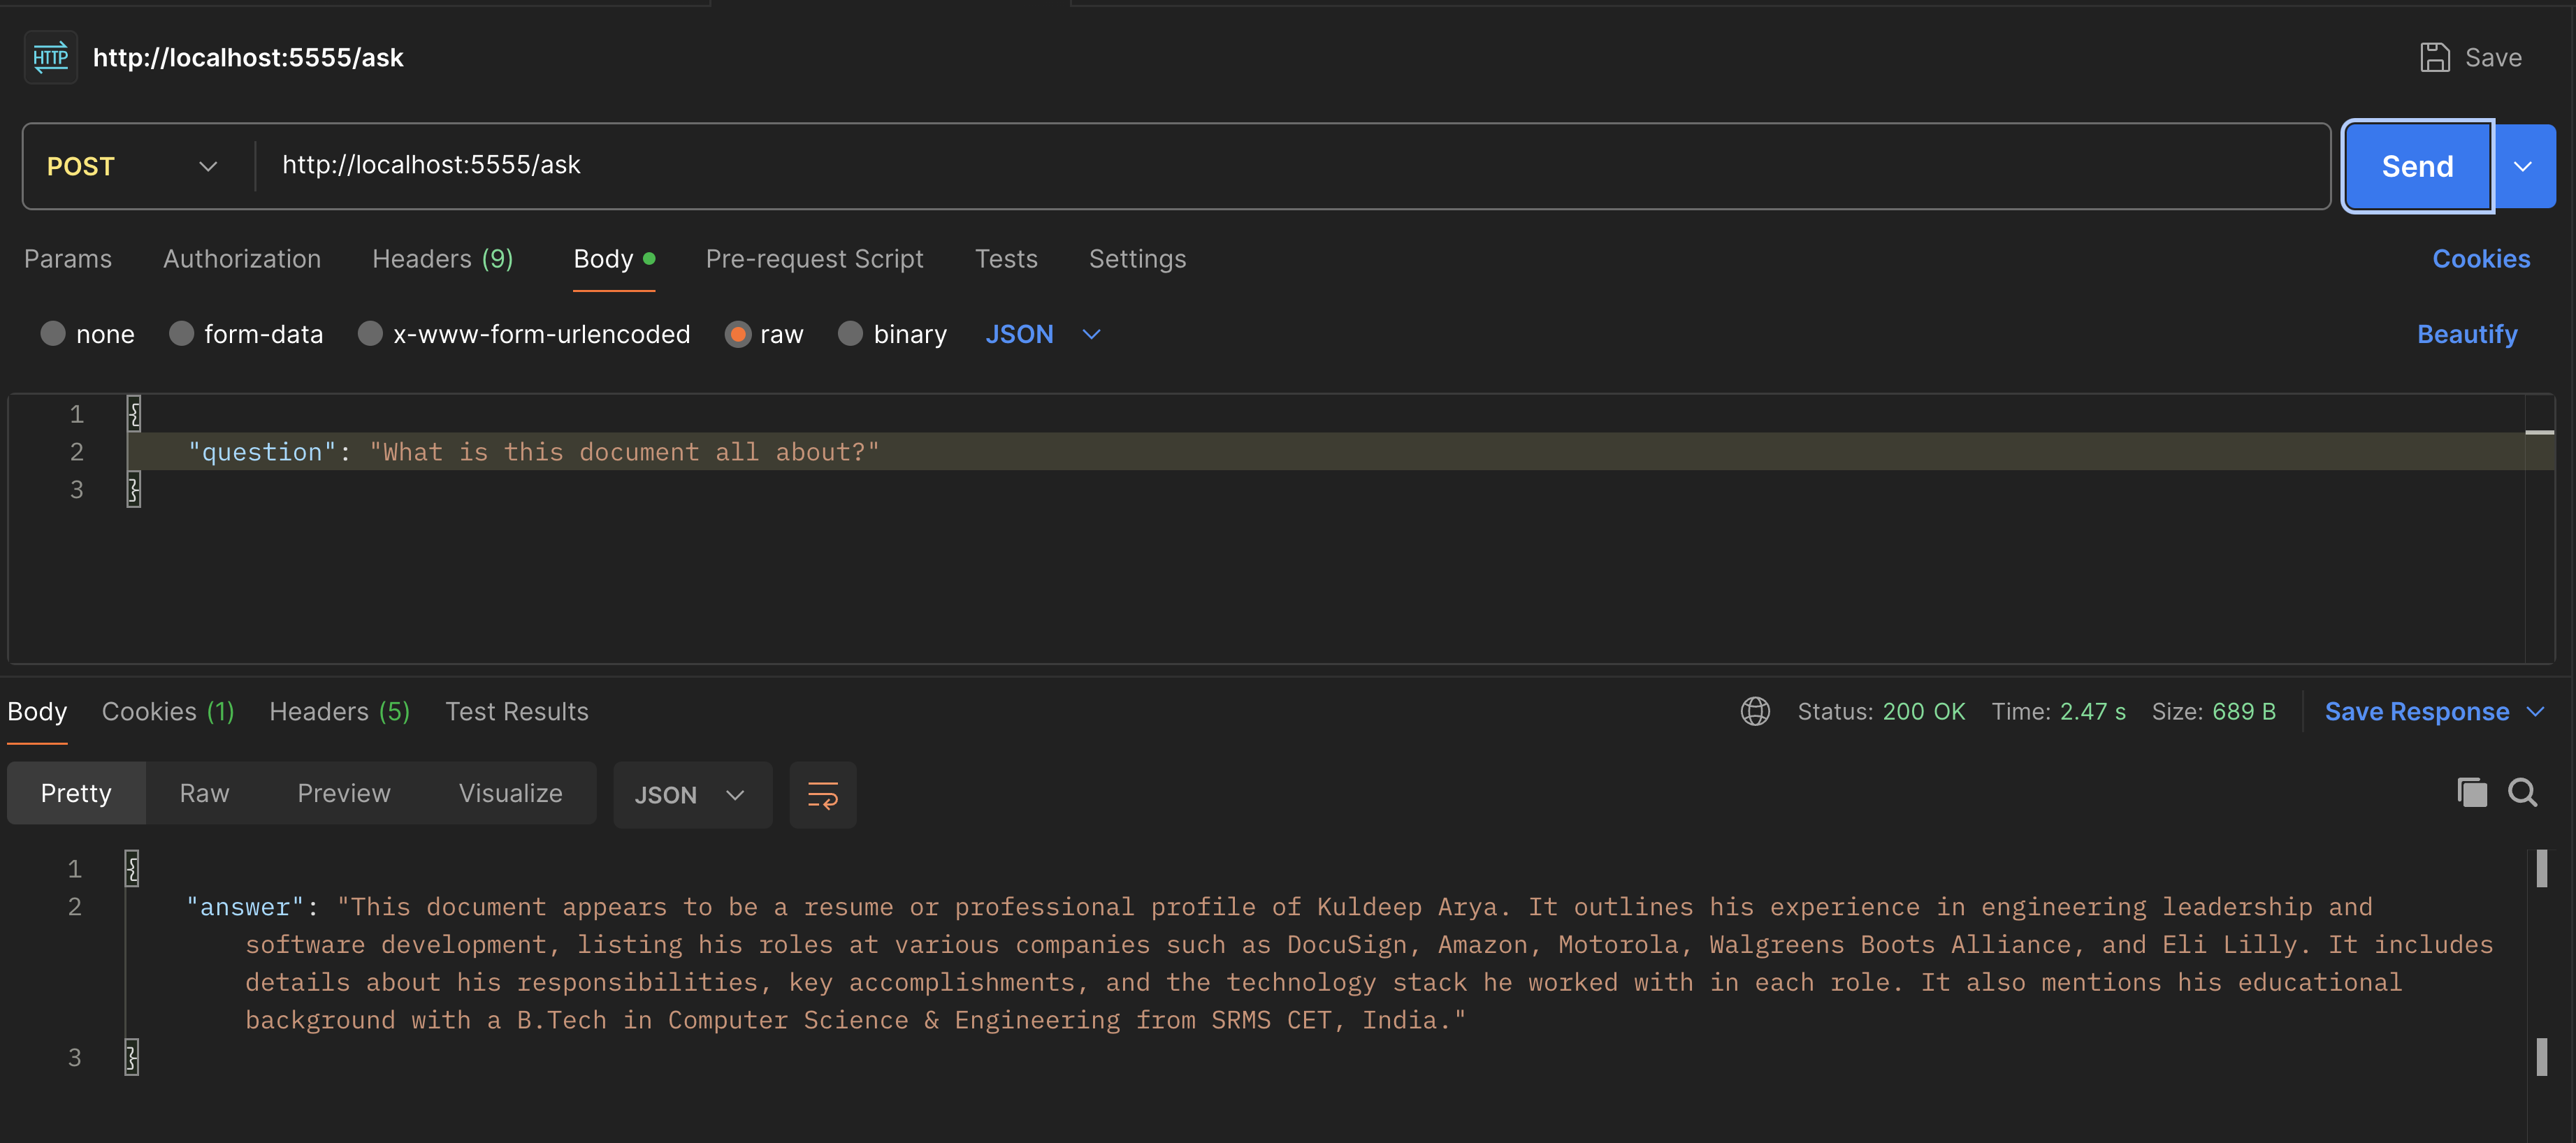 HTTP http://localhost:5555/ask Save
POST http://localhost:5555/ask Send
Params Authorization Headers (9) Body Pre-request Script Tests Settings Cookies
none form-data x-www-form-urlencoded raw binary JSON Beautify
1 {
2 "question": "What is this document all about?"
3 }
Body Cookies (1) Headers (5) Test Results Status: 200 OK Time: 2.47 s Size: 689 B Save Response
Pretty Raw Preview Visualize JSON
1 {
2 "answer": "This document appears to be a resume or professional profile of Kuldeep Arya. It outlines his experience in engineering leadership and
software development, listing his roles at various companies such as DocuSign, Amazon, Motorola, Walgreens Boots Alliance, and Eli Lilly. It includes
details about his responsibilities, key accomplishments, and the technology stack he worked with in each role. It also mentions his educational
background with a B.Tech in Computer Science & Engineering from SRMS CET, India."
3 }